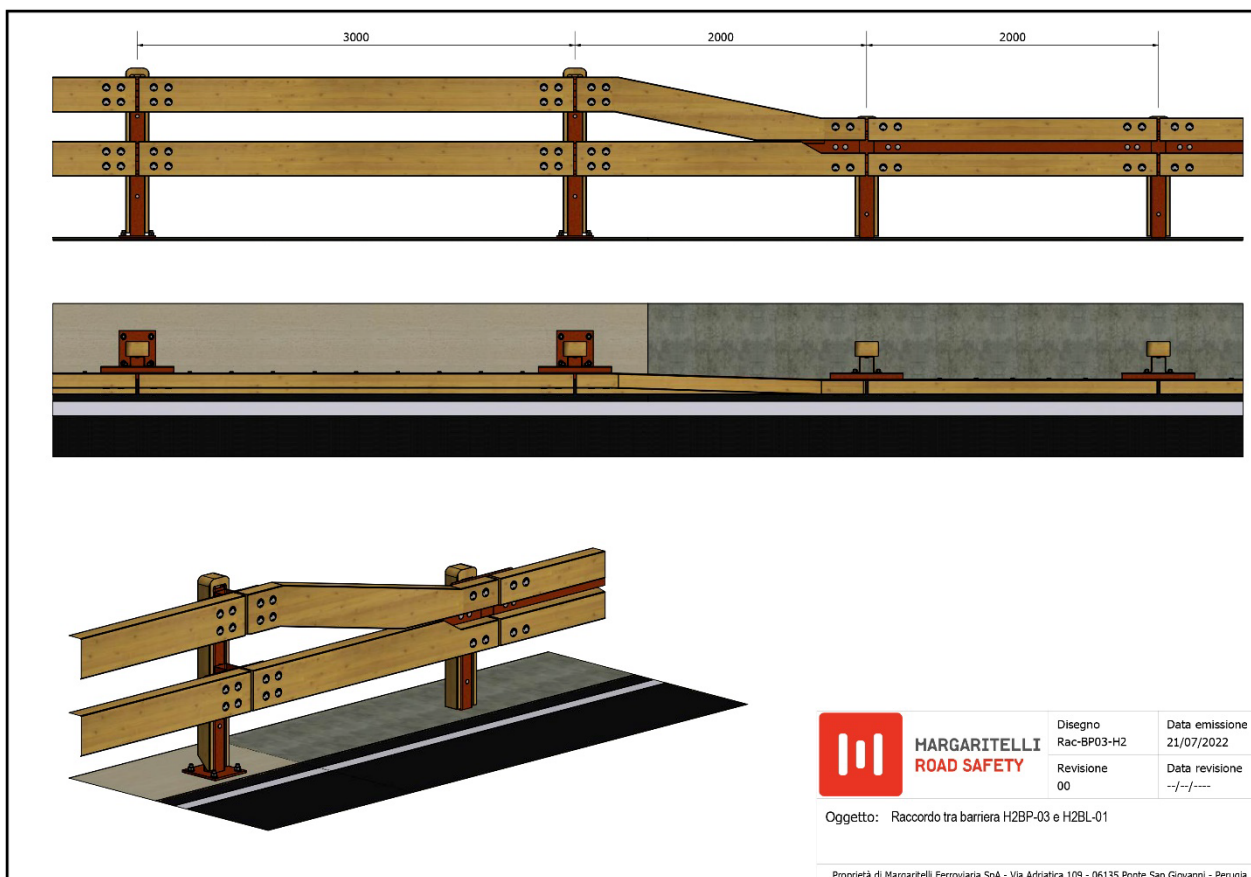 3000
2000
2000
MARGARITELLI
ROAD SAFETY
Disegno
Rac-BP03-H2
Data emissione
21/07/2022
Revisione
00
Data revisione
--/--/----
Oggetto: Raccordo tra barriera H2BP-03 e H2BL-01
Proprietà di Margaritelli Ferroviaria SpA - Via Adriatica 109 - 06135 Ponte San Giovanni - Perugia